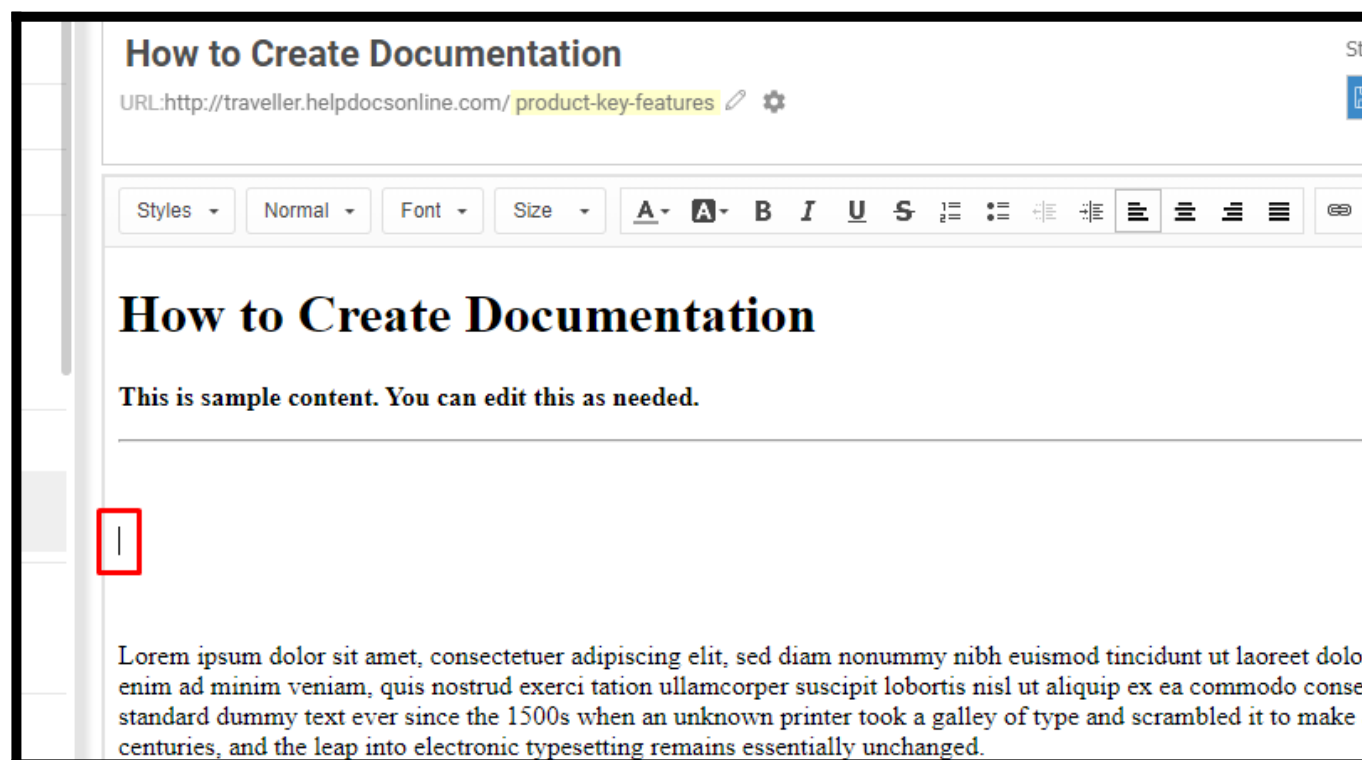 How to Create Documentation
St
URL:http://traveller.helpdocsonline.com/ product-key-features
Styles Normal Font Size A A B I U S
How to Create Documentation
This is sample content. You can edit this as needed.
Lorem ipsum dolor sit amet, consectetuer adipiscing elit, sed diam nonummy nibh euismod tincidunt ut laoreet dolo
enim ad minim veniam, quis nostrud exerci tation ullamcorper suscipit lobortis nisl ut aliquip ex ea commodo conse
standard dummy text ever since the 1500s when an unknown printer took a galley of type and scrambled it to make
centuries, and the leap into electronic typesetting remains essentially unchanged.